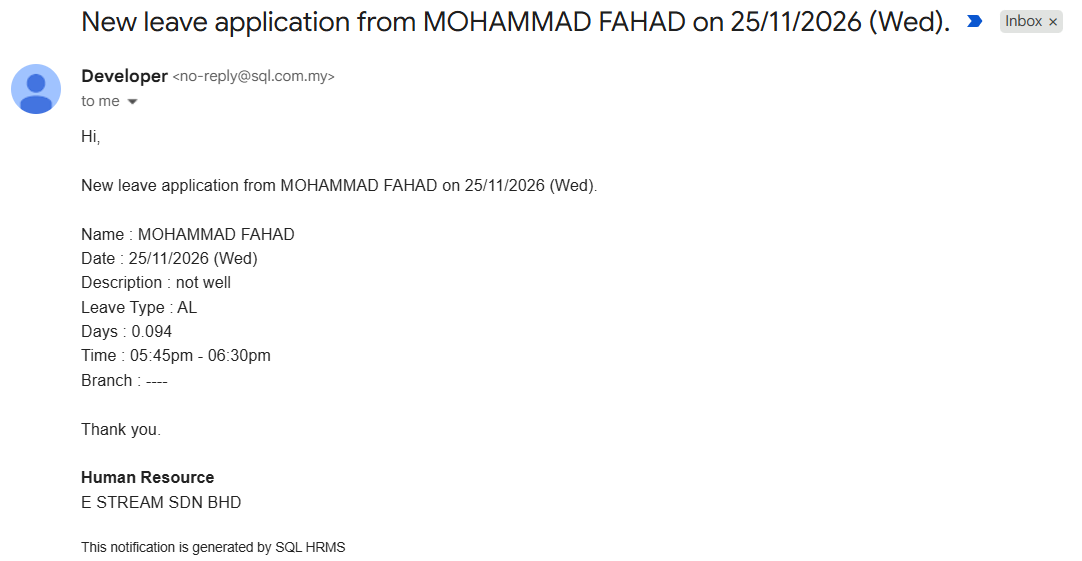 New leave application from MOHAMMAD FAHAD on 25/11/2026 (Wed).
Inbox ×
Developer <no-reply@sql.com.my>
to me
Hi,
New leave application from MOHAMMAD FAHAD on 25/11/2026 (Wed).
Name : MOHAMMAD FAHAD
Date : 25/11/2026 (Wed)
Description : not well
Leave Type : AL
Days : 0.094
Time : 05:45pm - 06:30pm
Branch : ----
Thank you.
Human Resource
E STREAM SDN BHD
This notification is generated by SQL HRMS